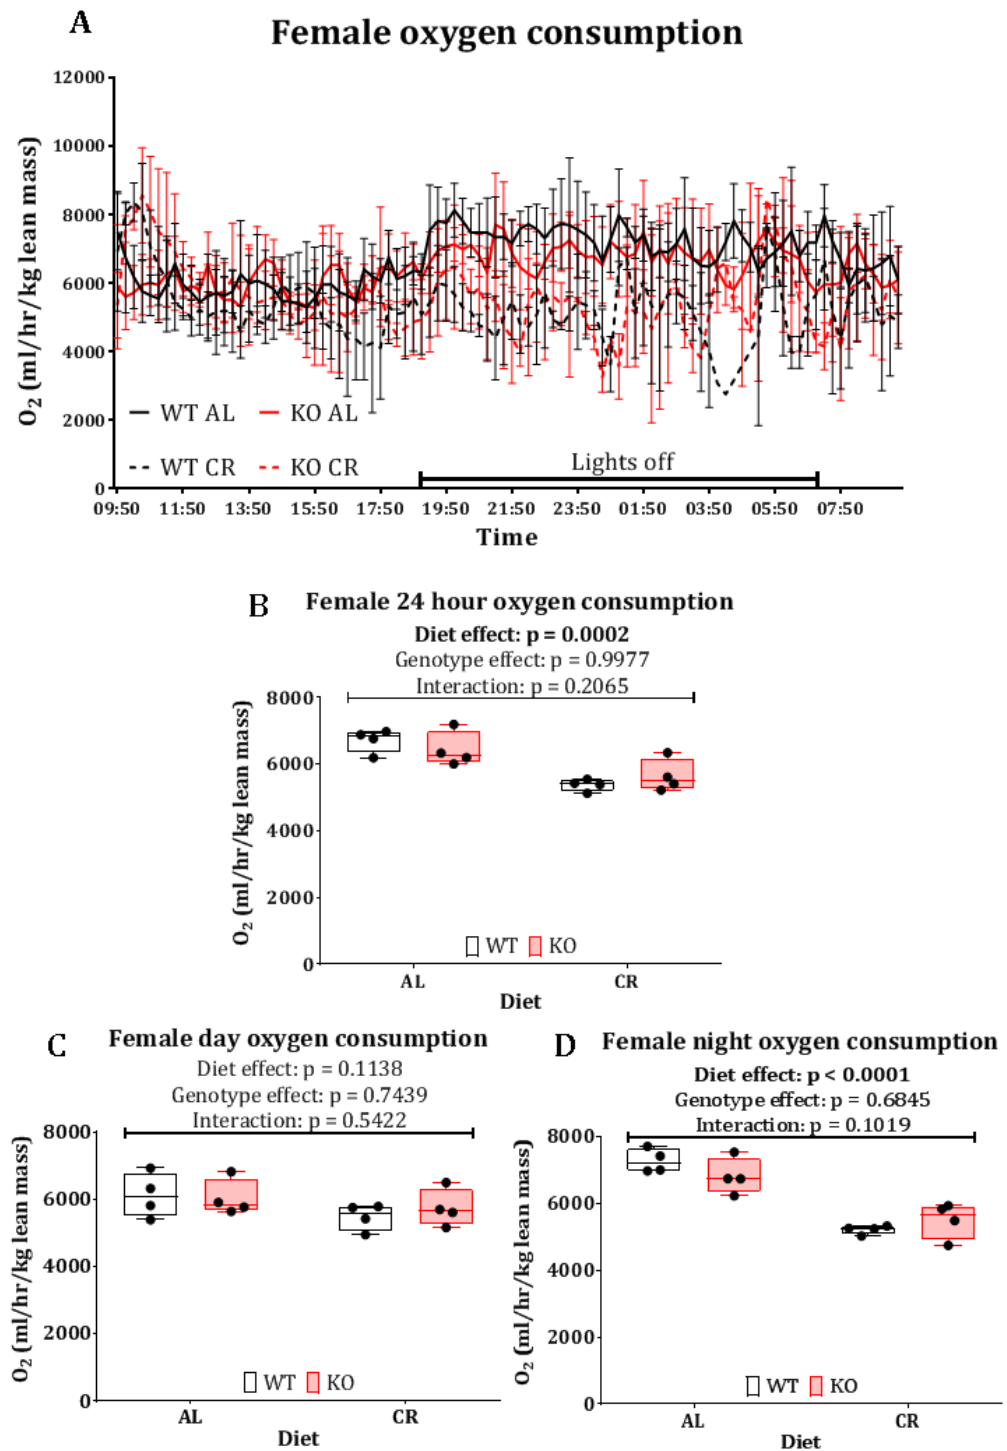 A
Female oxygen consumption
O2 (ml/hr/kg lean mass)
12000
10000
8000
6000
4000
2000
0
WT AL
KO AL
WT CR
KO CR
Lights off
09:50 11:50 13:50 15:50 17:50 19:50 21:50 23:50 01:50 03:50 05:50 07:50
Time
B
Female 24 hour oxygen consumption
Diet effect: p = 0.0002
Genotype effect: p = 0.9977
Interaction: p = 0.2065
O2 (ml/hr/kg lean mass)
8000
6000
4000
2000
0
WT KO
AL CR
Diet
C
Female day oxygen consumption
Diet effect: p = 0.1138
Genotype effect: p = 0.7439
Interaction: p = 0.5422
O2 (ml/hr/kg lean mass)
8000
6000
4000
2000
0
WT KO
AL CR
Diet
D
Female night oxygen consumption
Diet effect: p < 0.0001
Genotype effect: p = 0.6845
Interaction: p = 0.1019
O2 (ml/hr/kg lean mass)
8000
6000
4000
2000
0
WT KO
AL CR
Diet